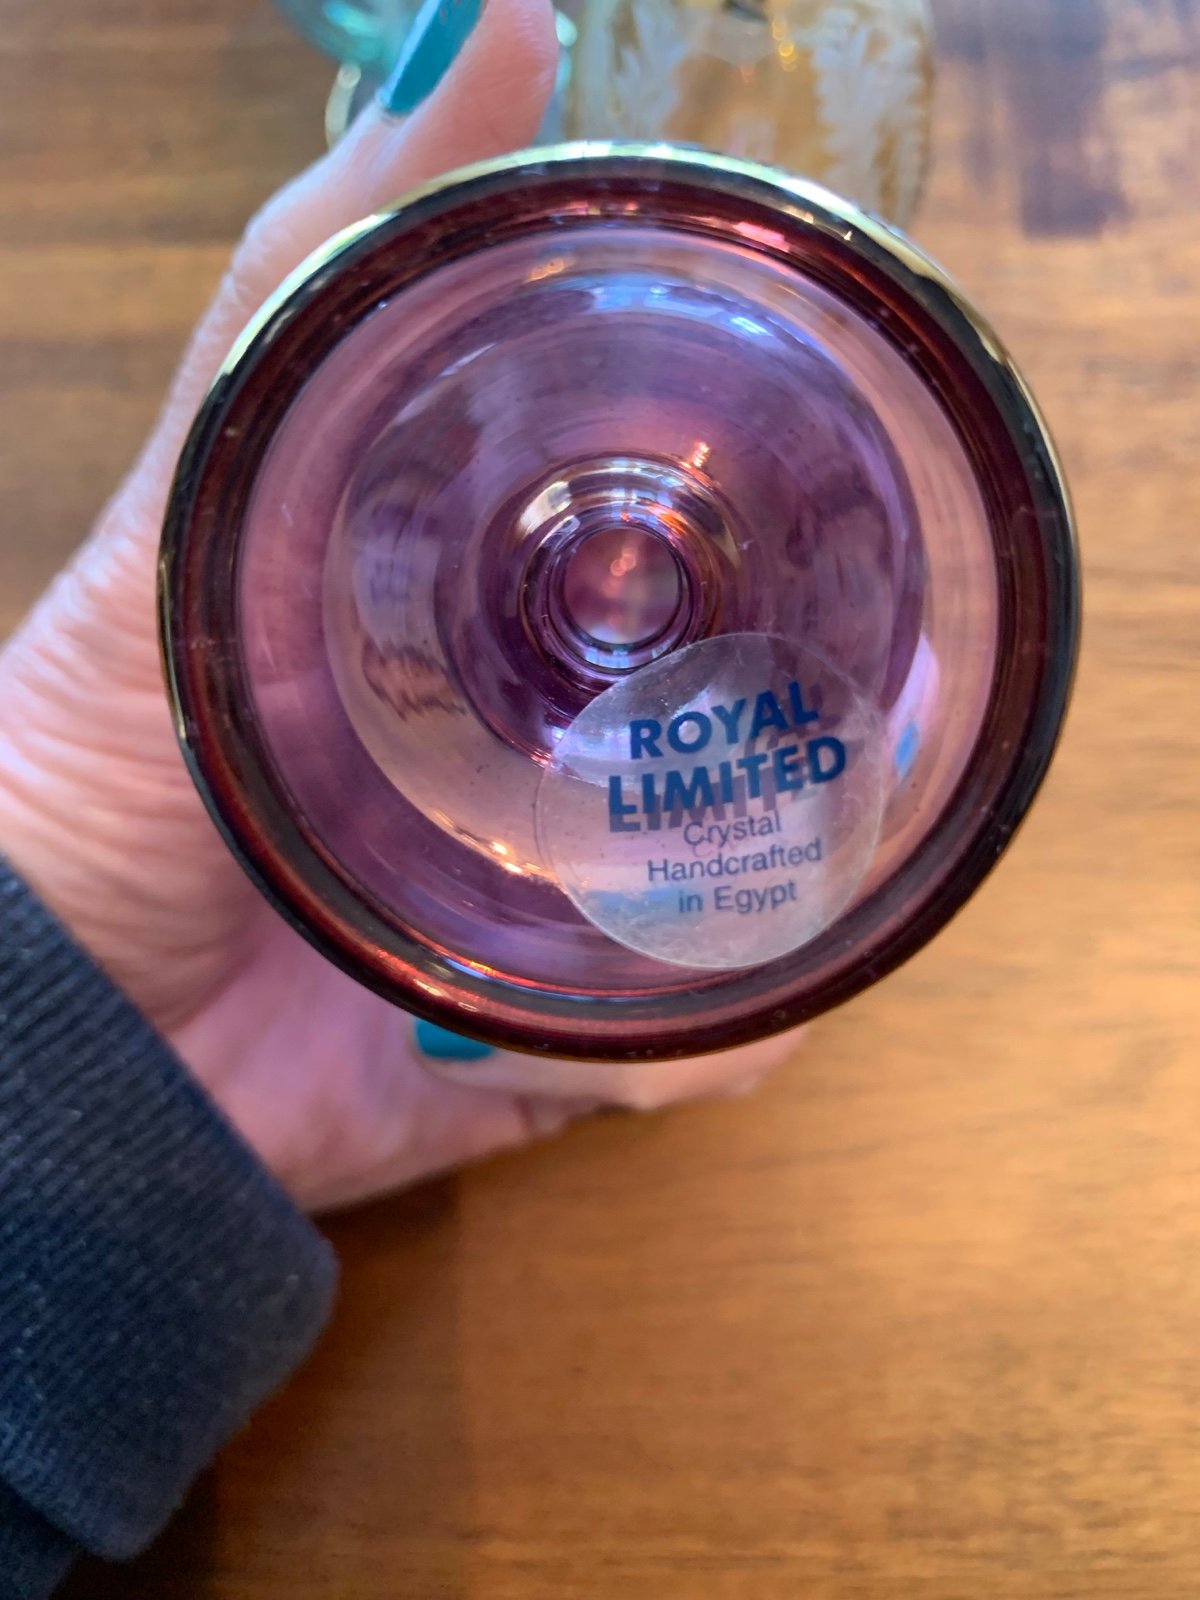 ROYAL
LIMITED
Crystal
Handcrafted
in Egypt